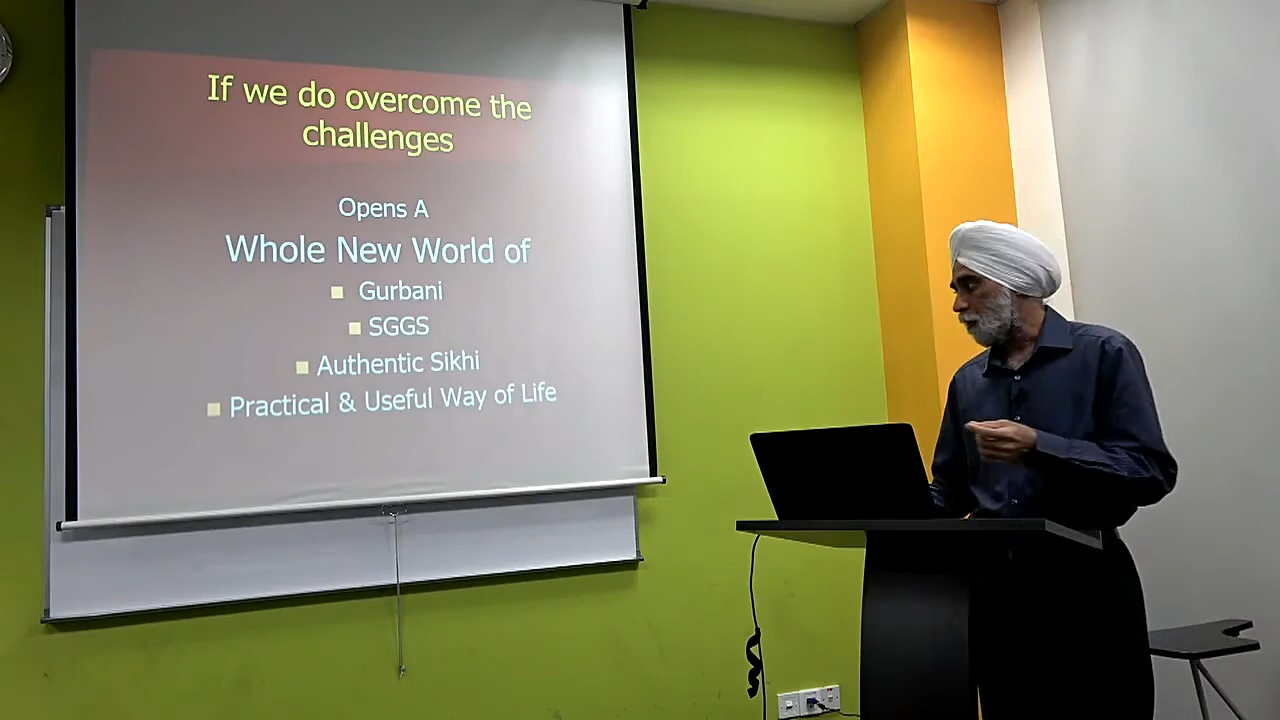 If we do overcome the
challenges
Opens A
Whole New World of
Gurbani
SGGS
Authentic Sikhi
Practical & Useful Way of Life